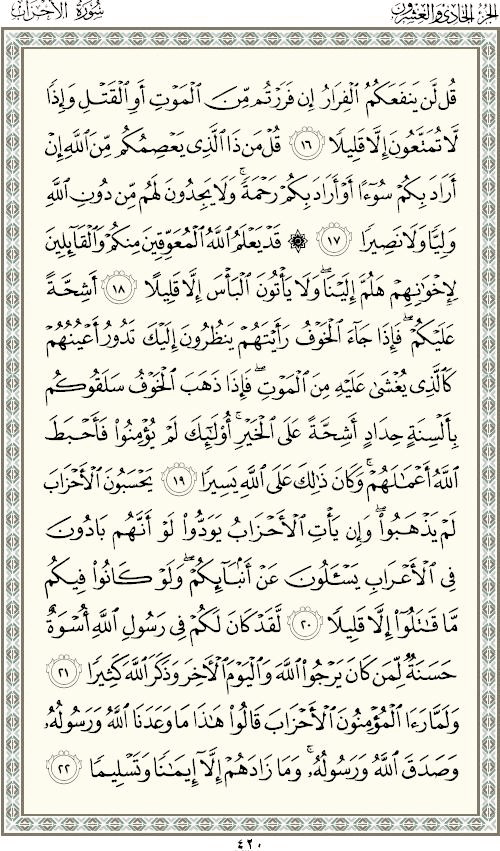 الجزء الحادي والعشرون
سورة الأحزاب
قُل لَّن يَنفَعَكُمُ ٱلْفِرَارُ إِن فَرَرْتُم مِّنَ ٱلْمَوْتِ أَوِ ٱلْقَتْلِ وَإِذًا
لَّا تُمَتَّعُونَ إِلَّا قَلِيلًا ١٦ قُلْ مَن ذَا ٱلَّذِي يَعْصِمُكُم مِّنَ ٱللَّهِ إِنْ
أَرَادَ بِكُمْ سُوٓءًا أَوْ أَرَادَ بِكُمْ رَحْمَةً ۚ وَلَا يَجِدُونَ لَهُم مِّن دُونِ ٱللَّهِ
وَلِيًّا وَلَا نَصِيرًا ١٧ ۞ قَدْ يَعْلَمُ ٱللَّهُ ٱلْمُعَوِّقِينَ مِنكُمْ وَٱلْقَآئِلِينَ
لِإِخْوَٰنِهِمْ هَلُمَّ إِلَيْنَا ۖ وَلَا يَأْتُونَ ٱلْبَأْسَ إِلَّا قَلِيلًا ١٨ أَشِحَّةً
عَلَيْكُمْ ۖ فَإِذَا جَآءَ ٱلْخَوْفُ رَأَيْتَهُمْ يَنظُرُونَ إِلَيْكَ تَدُورُ أَعْيُنُهُمْ
كَٱلَّذِي يُغْشَىٰ عَلَيْهِ مِنَ ٱلْمَوْتِ ۖ فَإِذَا ذَهَبَ ٱلْخَوْفُ سَلَقُوكُم
بِأَلْسِنَةٍ حِدَادٍ أَشِحَّةً عَلَى ٱلْخَيْرِ ۚ أُو۟لَٰٓئِكَ لَمْ يُؤْمِنُوا۟ فَأَحْبَطَ
ٱللَّهُ أَعْمَٰلَهُمْ ۚ وَكَانَ ذَٰلِكَ عَلَى ٱللَّهِ يَسِيرًا ١٩ يَحْسَبُونَ ٱلْأَحْزَابَ
لَمْ يَذْهَبُوا۟ ۖ وَإِن يَأْتِ ٱلْأَحْزَابُ يَوَدُّوا۟ لَوْ أَنَّهُم بَادُونَ
فِي ٱلْأَعْرَابِ يَسْـَٔلُونَ عَنْ أَنۢبَآئِكُمْ ۖ وَلَوْ كَانُوا۟ فِيكُم
مَّا قَٰتَلُوٓا۟ إِلَّا قَلِيلًا ٢٠ لَّقَدْ كَانَ لَكُمْ فِي رَسُولِ ٱللَّهِ أُسْوَةٌ
حَسَنَةٌ لِّمَن كَانَ يَرْجُوا۟ ٱللَّهَ وَٱلْيَوْمَ ٱلْءَاخِرَ وَذَكَرَ ٱللَّهَ كَثِيرًا ٢١
وَلَمَّا رَءَا ٱلْمُؤْمِنُونَ ٱلْأَحْزَابَ قَالُوا۟ هَٰذَا مَا وَعَدَنَا ٱللَّهُ وَرَسُولُهُۥ
وَصَدَقَ ٱللَّهُ وَرَسُولُهُۥ ۚ وَمَا زَادَهُمْ إِلَّآ إِيمَٰنًا وَتَسْلِيمًا ٢٢
٤٢٠